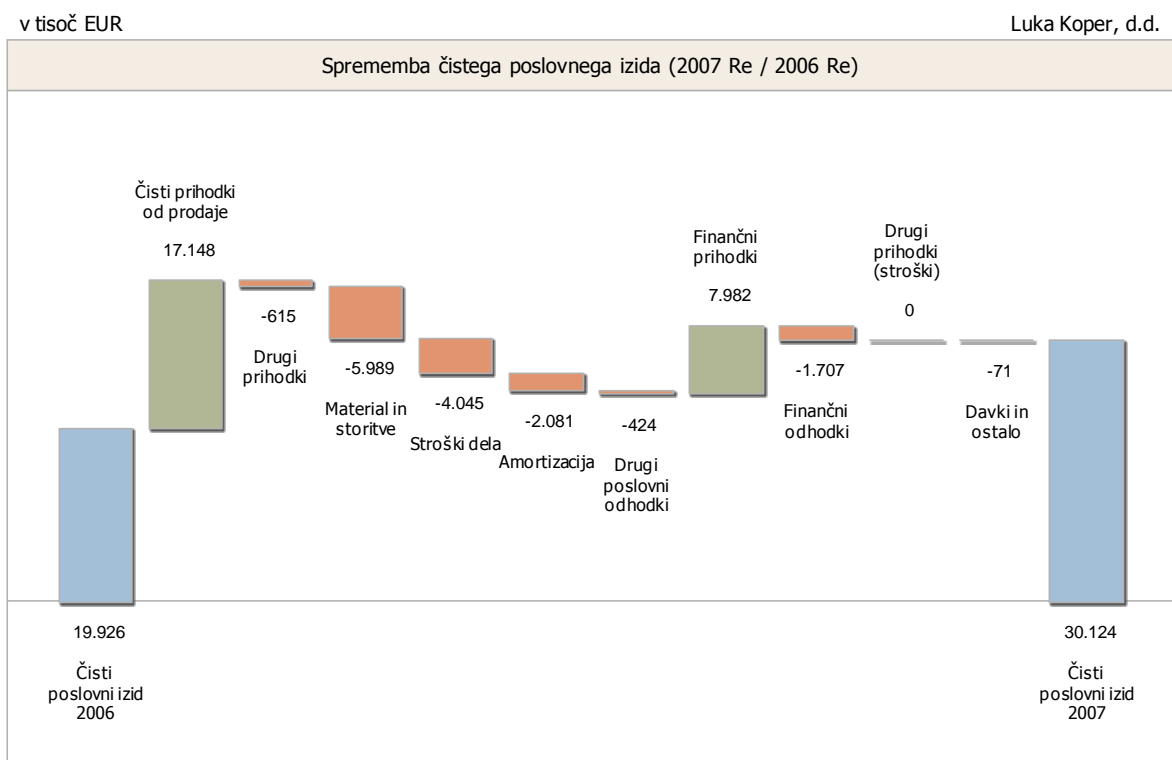 v tisoč EUR
Luka Koper, d.d.
Sprememba čistega poslovnega izida (2007 Re / 2006 Re)
Čisti prihodki
od prodaje
17.148
-615
Drugi
prihodki
-5.989
Material in
storitve
-4.045
Stroški dela
-2.081
Amortizacija
-424
Drugi
poslovni
odhodki
Finančni
prihodki
7.982
-1.707
Finančni
odhodki
Drugi
prihodki
(stroški)
0
-71
Davki in
ostalo
19.926
Čisti
poslovni izid
2006
30.124
Čisti
poslovni izid
2007